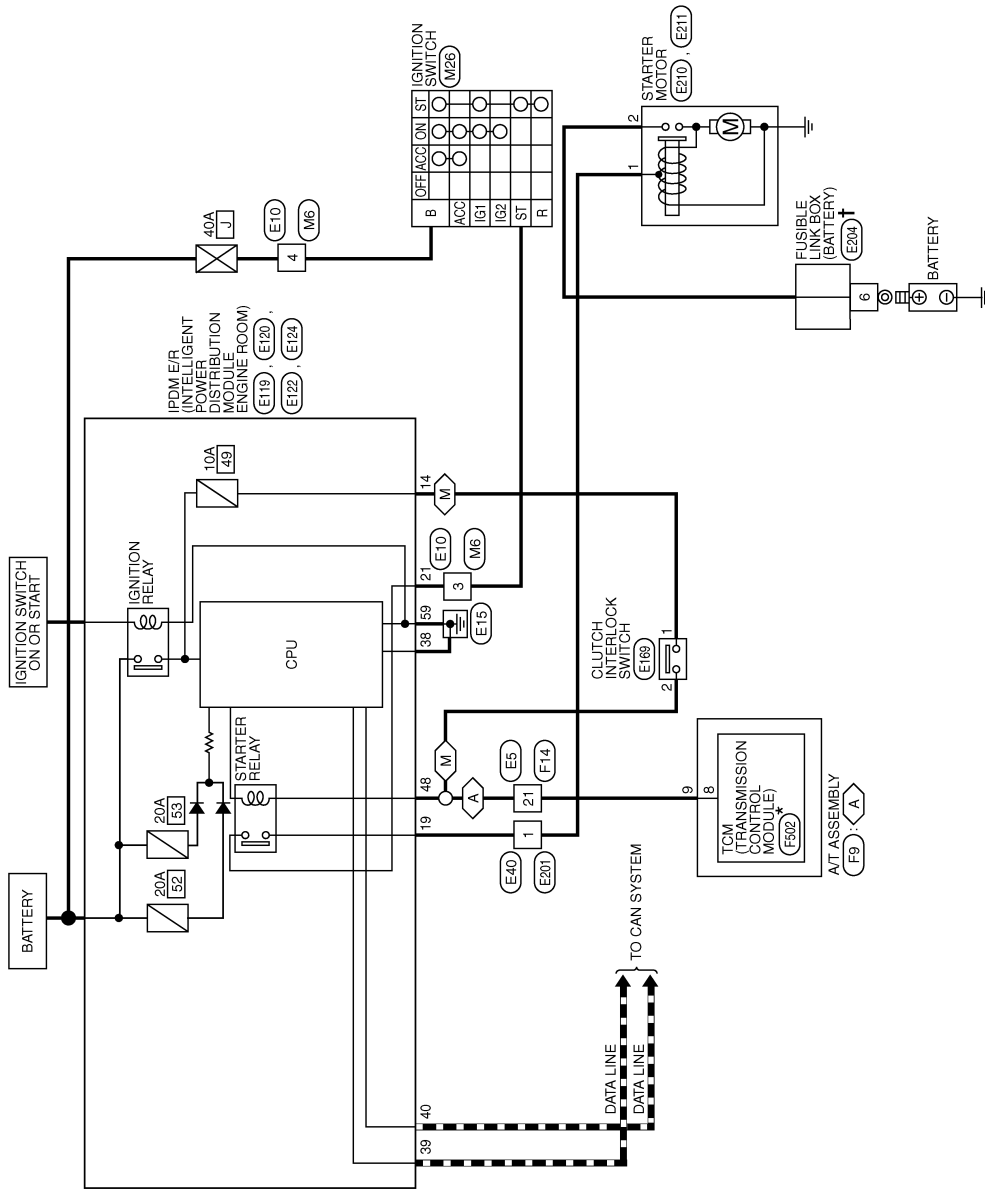 BATTERY
IGNITION SWITCH
ON OR START
40A
J
E10
M6
4
IGNITION
SWITCH
M26
OFF ACC ON ST
B
ACC
IG1
IG2
ST
R
IPDM E/R
(INTELLIGENT
POWER
DISTRIBUTION
MODULE
ENGINE ROOM)
E119 , E120 ,
E122 , E124
20A
52
20A
53
IGNITION
RELAY
10A
49
STARTER
RELAY
CPU
39
40
19
48
38
59
21
14
E15
3
E10
M6
M
M
A
E40
1
E201
E5
21
F14
CLUTCH
INTERLOCK
SWITCH
E169
2
1
STARTER
MOTOR
E210 , E211
1
2
M
FUSIBLE
LINK BOX
(BATTERY)
E204 †
6
+
−
BATTERY
DATA LINE
DATA LINE
TO CAN SYSTEM
9
8
TCM
(TRANSMISSION
CONTROL
MODULE)
F502 *
A/T ASSEMBLY
F9 : A